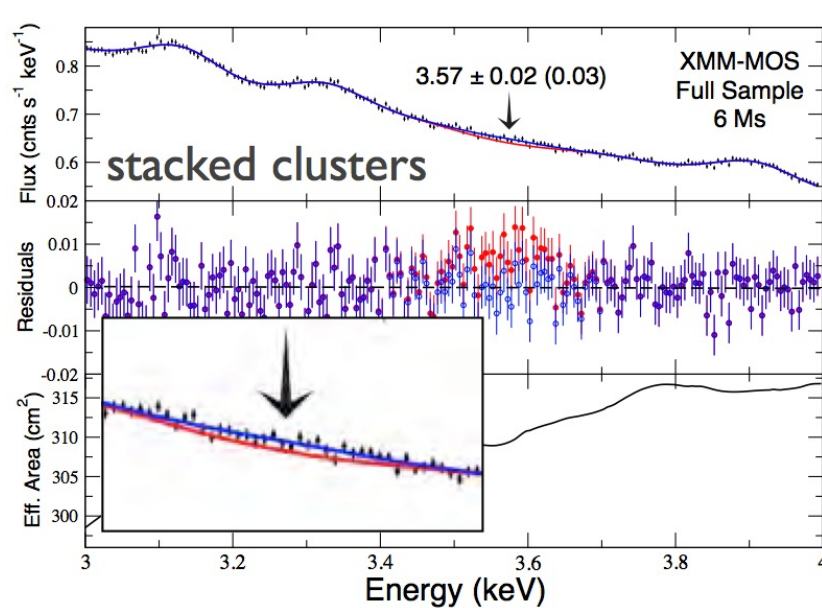 Flux (cnts s⁻¹ keV⁻¹)
0.8
0.7
0.6
3.57 ± 0.02 (0.03)
XMM-MOS
Full Sample
6 Ms
stacked clusters
Residuals
0.02
0.01
0
-0.01
-0.02
Eff. Area (cm²)
315
310
305
300
3
3.2
3.4
3.6
3.8
4
Energy (keV)